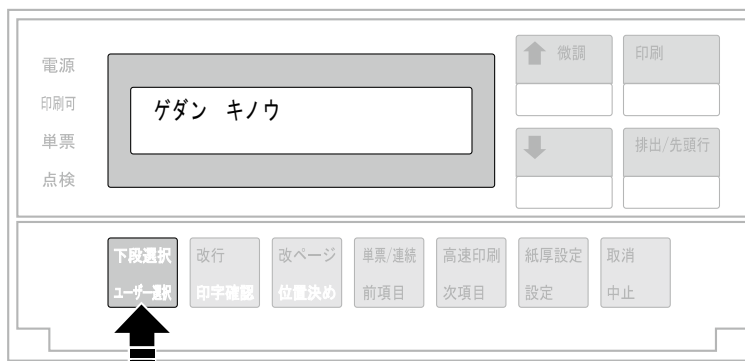 電源
印刷可
単票
点検
ゲダン キノウ
微調
印刷
排出/先頭行
下段選択
ユーザー選択
改行
印字確認
改ページ
位置決め
単票/連続
前項目
高速印刷
次項目
紙厚設定
設定
取消
中止